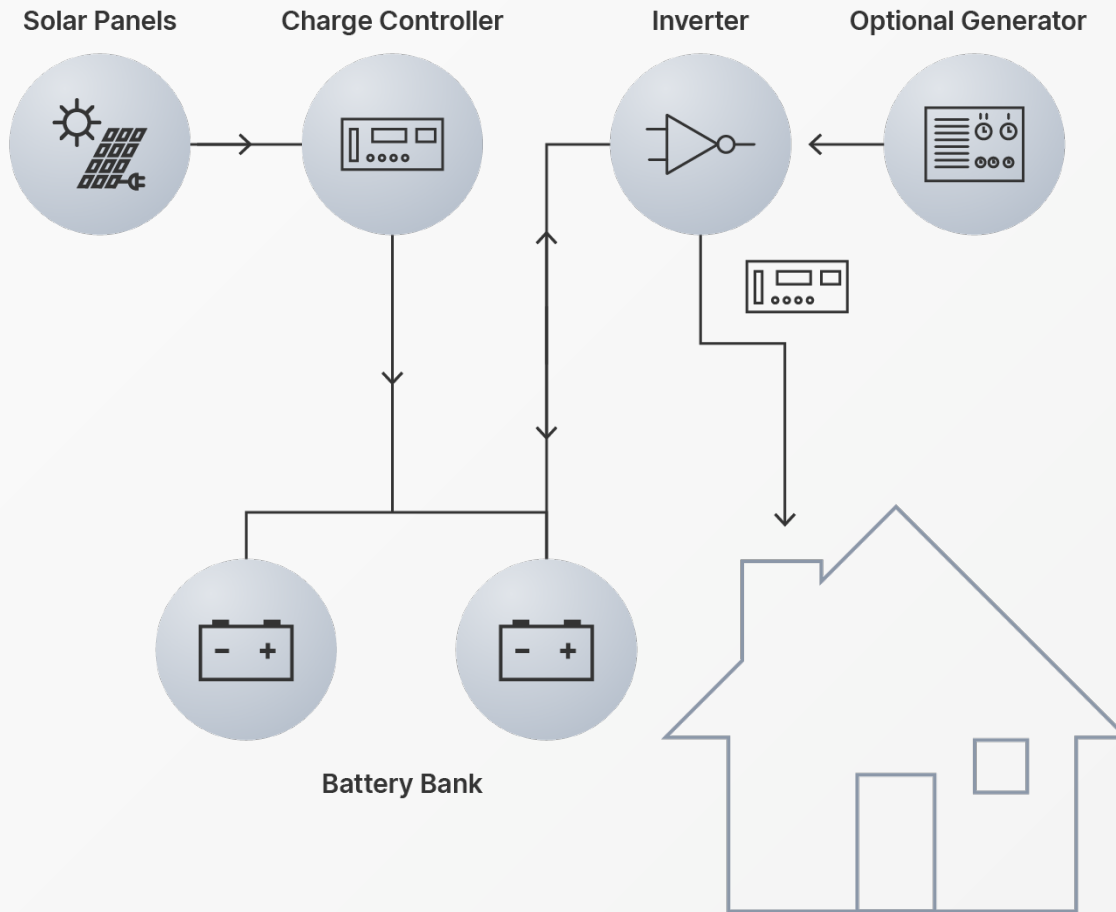 Solar Panels
Charge Controller
Inverter
Optional Generator
Battery Bank